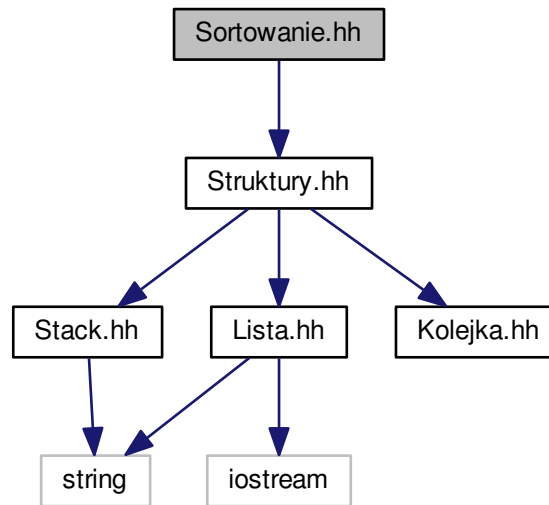 Sortowanie.hh
Struktury.hh
Stack.hh
Lista.hh
Kolejka.hh
string
iostream